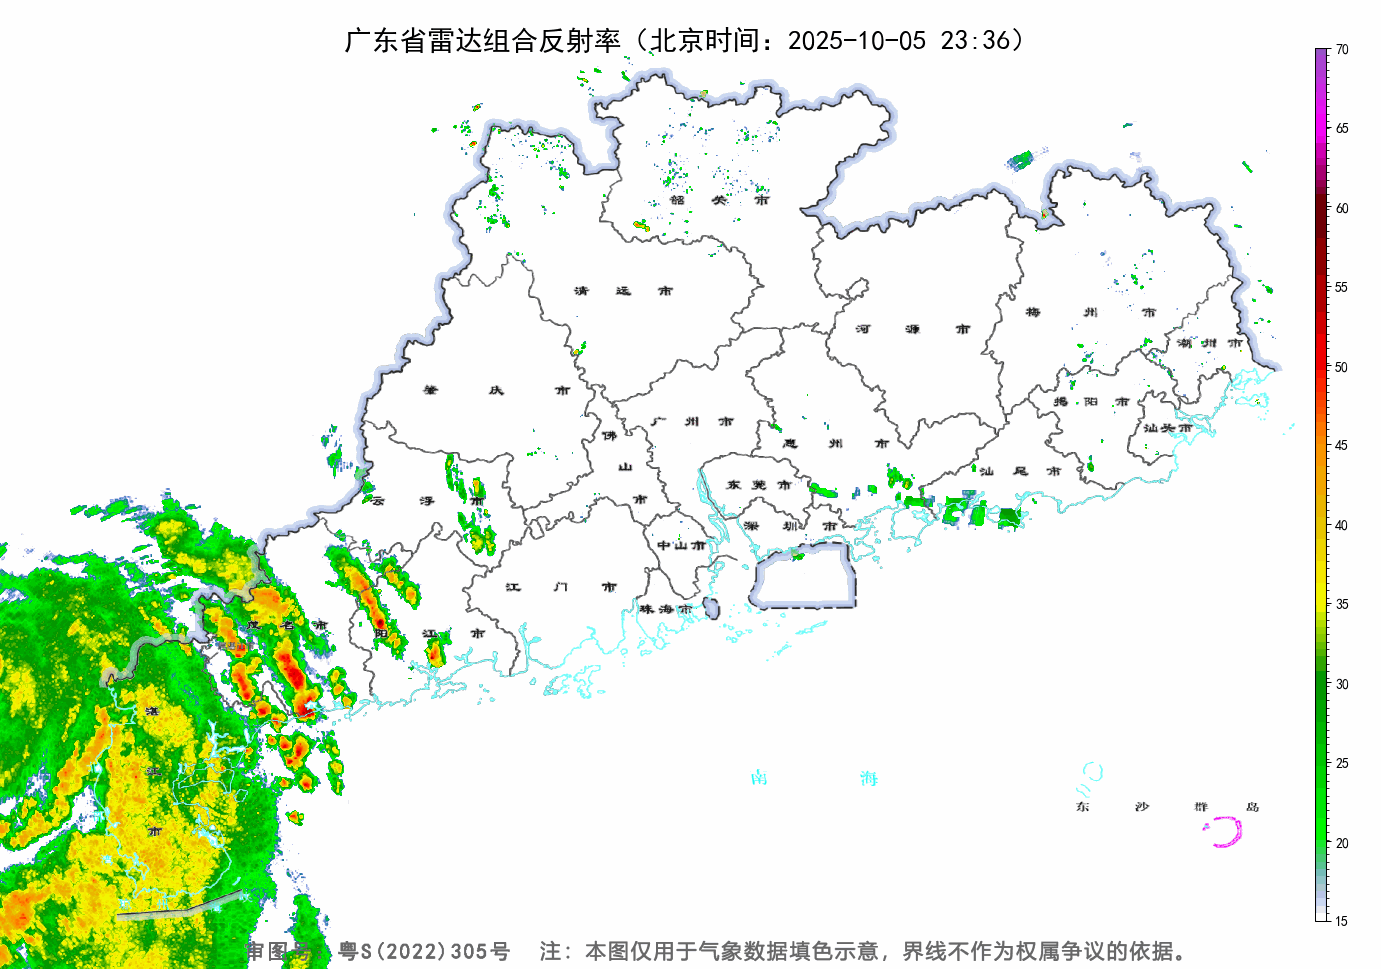 广东省雷达组合反射率（北京时间：2025-10-05 23:36）
70
65
60
55
50
45
40
35
30
25
20
15
韶关市
清远市
河源市
梅州市
潮州市
肇庆市
广州市
佛山市
惠州市
揭阳市
汕头市
汕尾市
云浮市
东莞市
深圳市
中山市
江门市
珠海市
茂名市
阳江市
湛江市
南海
东沙群岛
审图号：粤S(2022)305号 注：本图仅用于气象数据填色示意，界线不作为权属争议的依据。